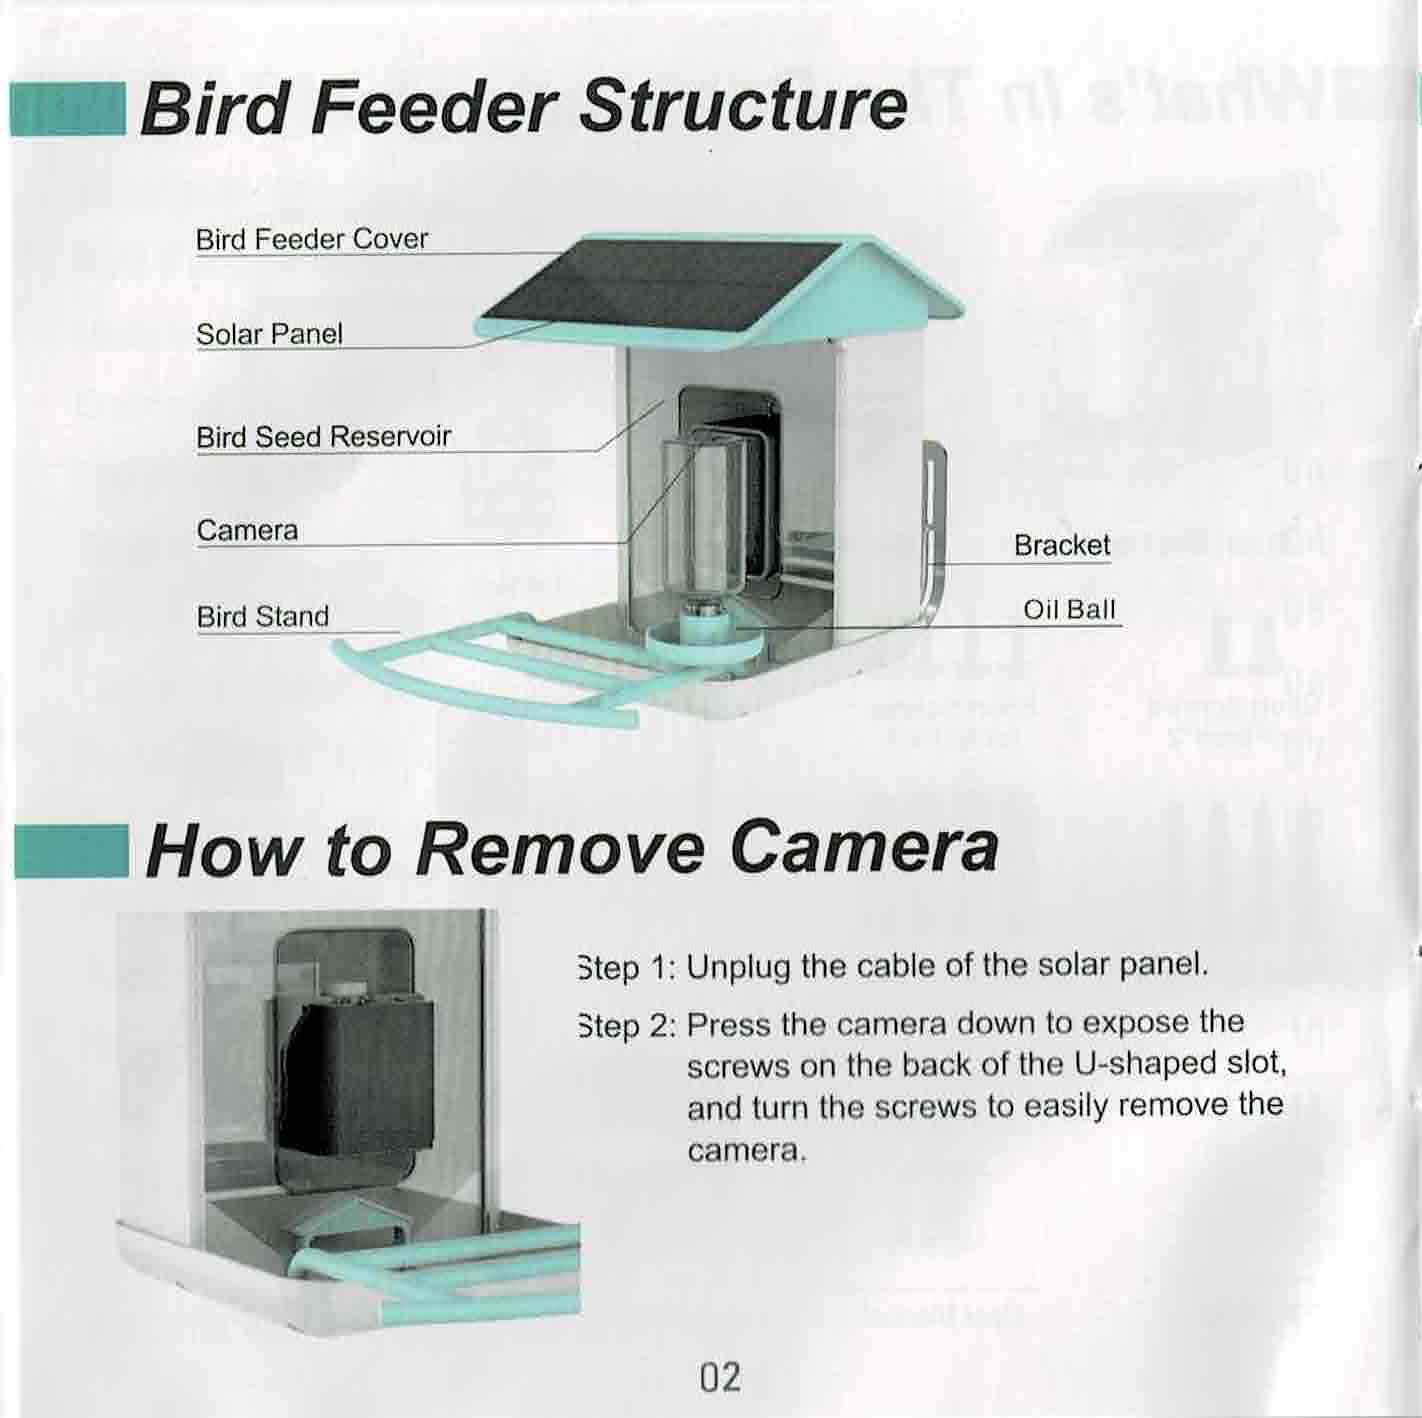 Bird Feeder Structure
Bird Feeder Cover
Solar Panel
Bird Seed Reservoir
Camera
Bird Stand
Bracket
Oil Ball
How to Remove Camera
Step 1: Unplug the cable of the solar panel.
Step 2: Press the camera down to expose the
screws on the back of the U-shaped slot,
and turn the screws to easily remove the
camera.
02